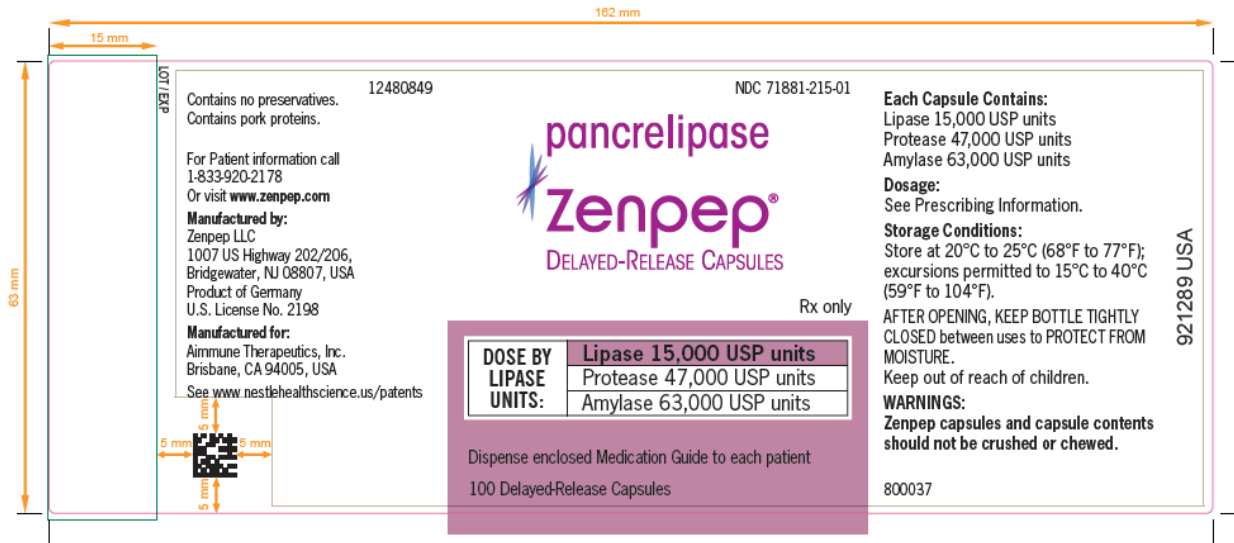 162 mm
15 mm
63 mm
LOT / EXP
Contains no preservatives.
Contains pork proteins.
For Patient information call
1-833-920-2178
Or visit www.zenpep.com
Manufactured by:
Zenpep LLC
1007 US Highway 202/206,
Bridgewater, NJ 08807, USA
Product of Germany
U.S. License No. 2198
Manufactured for:
Aimmune Therapeutics, Inc.
Brisbane, CA 94005, USA
See www nestlehealthscience.us/patents
5 mm
5 mm
5 mm
5 mm
12480849
NDC 71881-215-01
pancrelipase
Zenpep®
DELAYED-RELEASE CAPSULES
Rx only
DOSE BY
LIPASE
UNITS:
Lipase 15,000 USP units
Protease 47,000 USP units
Amylase 63,000 USP units
Dispense enclosed Medication Guide to each patient
100 Delayed-Release Capsules
Each Capsule Contains:
Lipase 15,000 USP units
Protease 47,000 USP units
Amylase 63,000 USP units
Dosage:
See Prescribing Information.
Storage Conditions:
Store at 20°C to 25°C (68°F to 77°F);
excursions permitted to 15°C to 40°C
(59°F to 104°F).
AFTER OPENING, KEEP BOTTLE TIGHTLY
CLOSED between uses to PROTECT FROM
MOISTURE.
Keep out of reach of children.
WARNINGS:
Zenpep capsules and capsule contents
should not be crushed or chewed.
800037
921289 USA